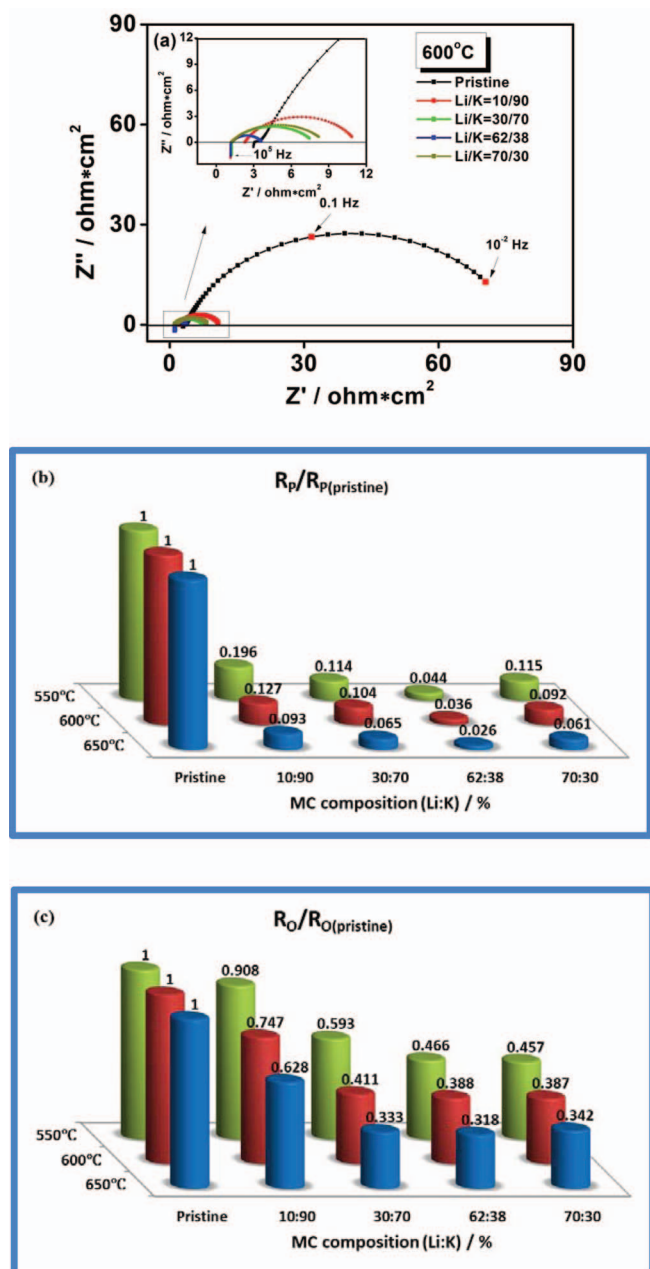 90
60
30
0
Z'' / ohm*cm²
0
30
60
90
Z' / ohm*cm²
(a)
12
9
6
3
0
Z'' / ohm*cm²
10⁵ Hz
0
3
6
9
12
Z' / ohm*cm²
600°C
Pristine
Li/K=10/90
Li/K=30/70
Li/K=62/38
Li/K=70/30
0.1 Hz
10⁻² Hz
(b)
R_P/R_P(pristine)
1
1
1
0.196
0.127
0.093
0.114
0.104
0.065
0.044
0.036
0.026
0.115
0.092
0.061
550℃
600℃
650℃
Pristine 10:90 30:70 62:38 70:30
MC composition (Li:K) / %
(c)
R_O/R_O(pristine)
1
1
1
0.908
0.747
0.628
0.593
0.411
0.333
0.466
0.388
0.318
0.457
0.387
0.342
550℃
600℃
650℃
Pristine 10:90 30:70 62:38 70:30
MC composition (Li:K) / %